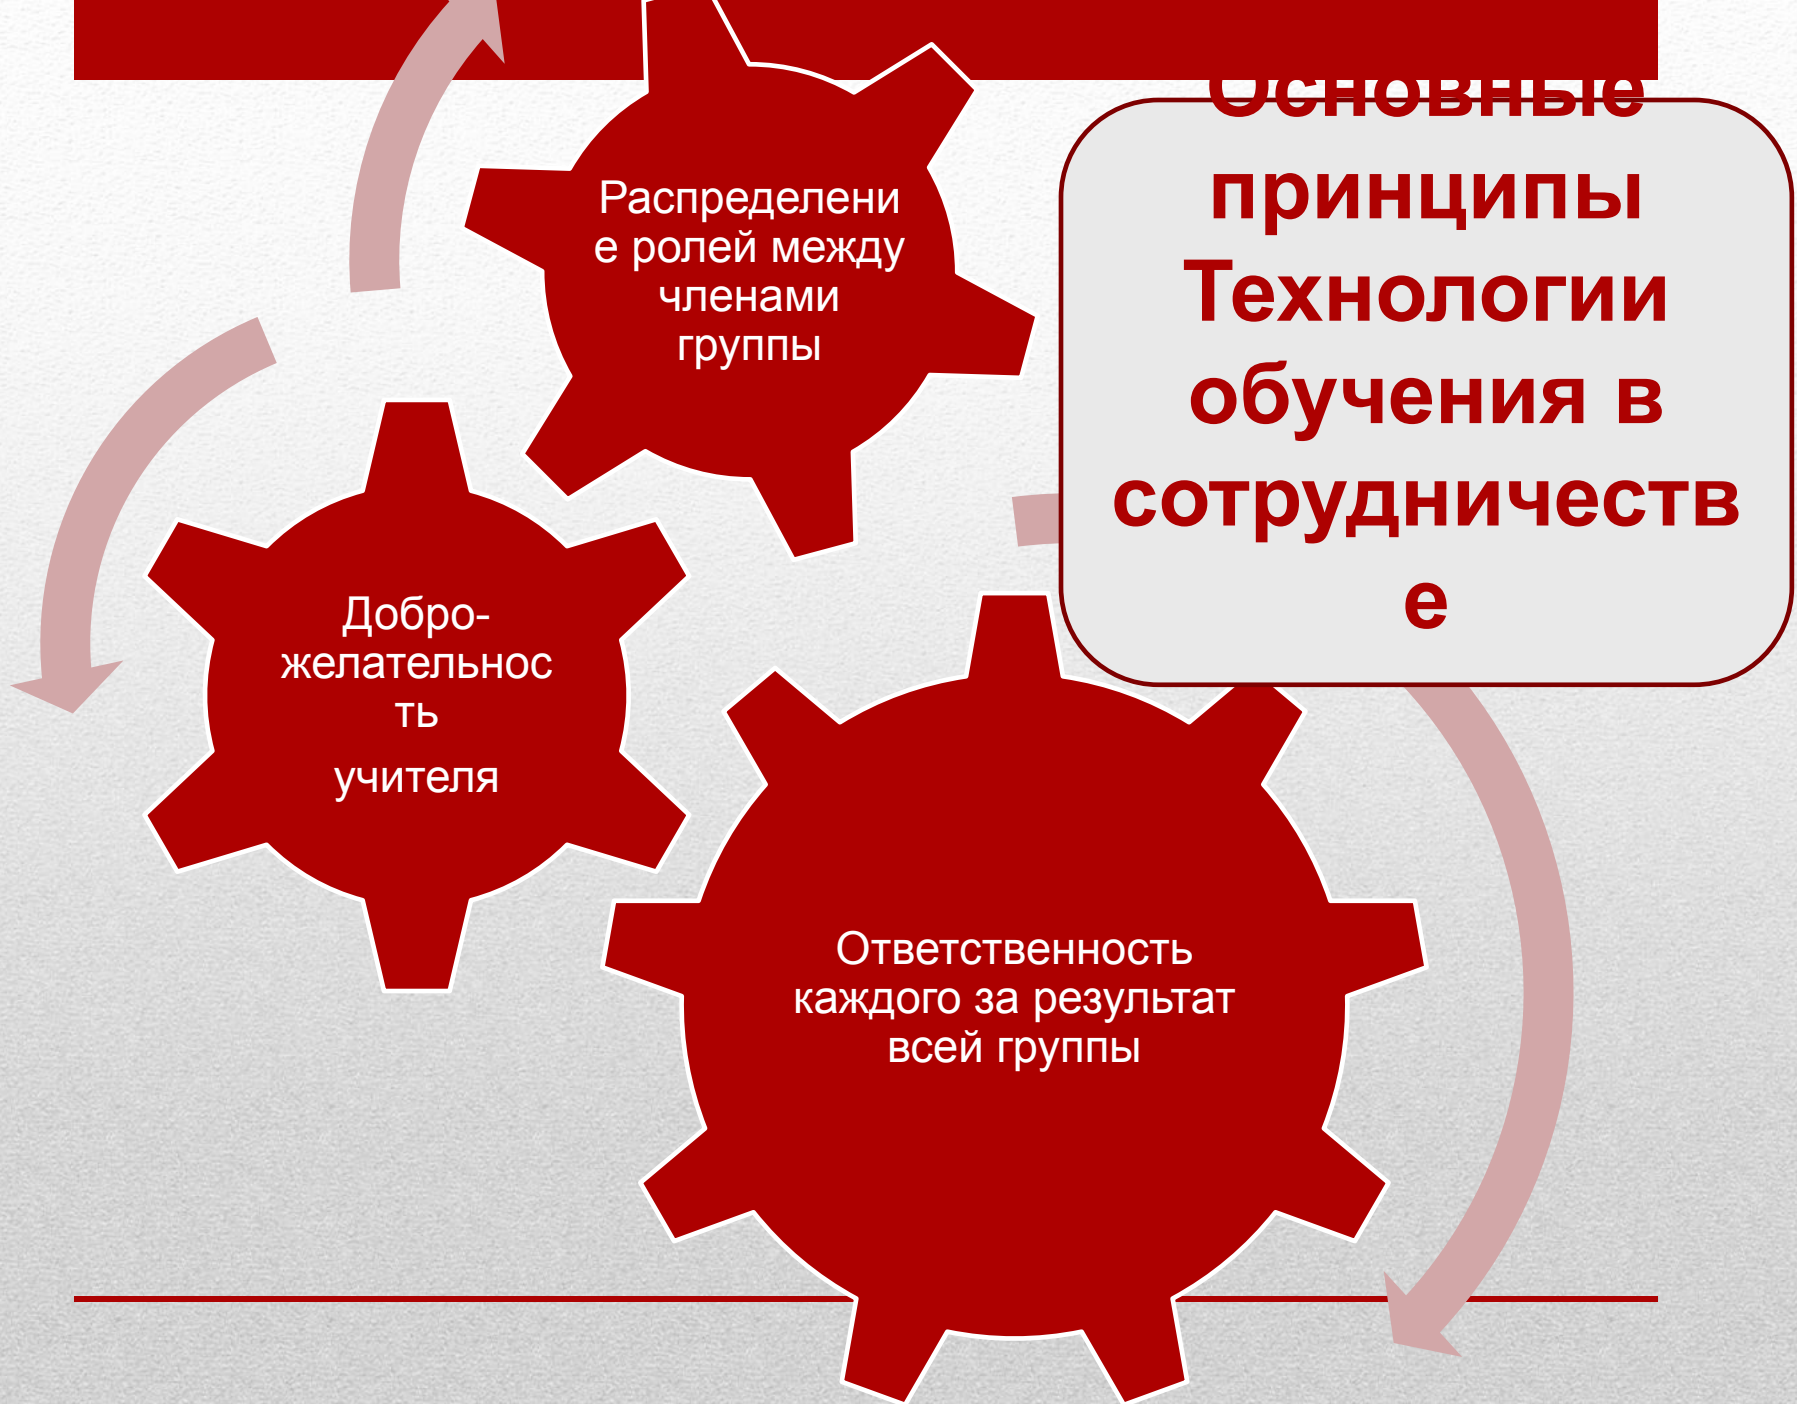 Основные
принципы
Технологии
обучения в
сотрудничеств
е
Распределени
е ролей между
членами
группы
Добро-
желательнос
ть
учителя
Ответственность
каждого за результат
всей группы